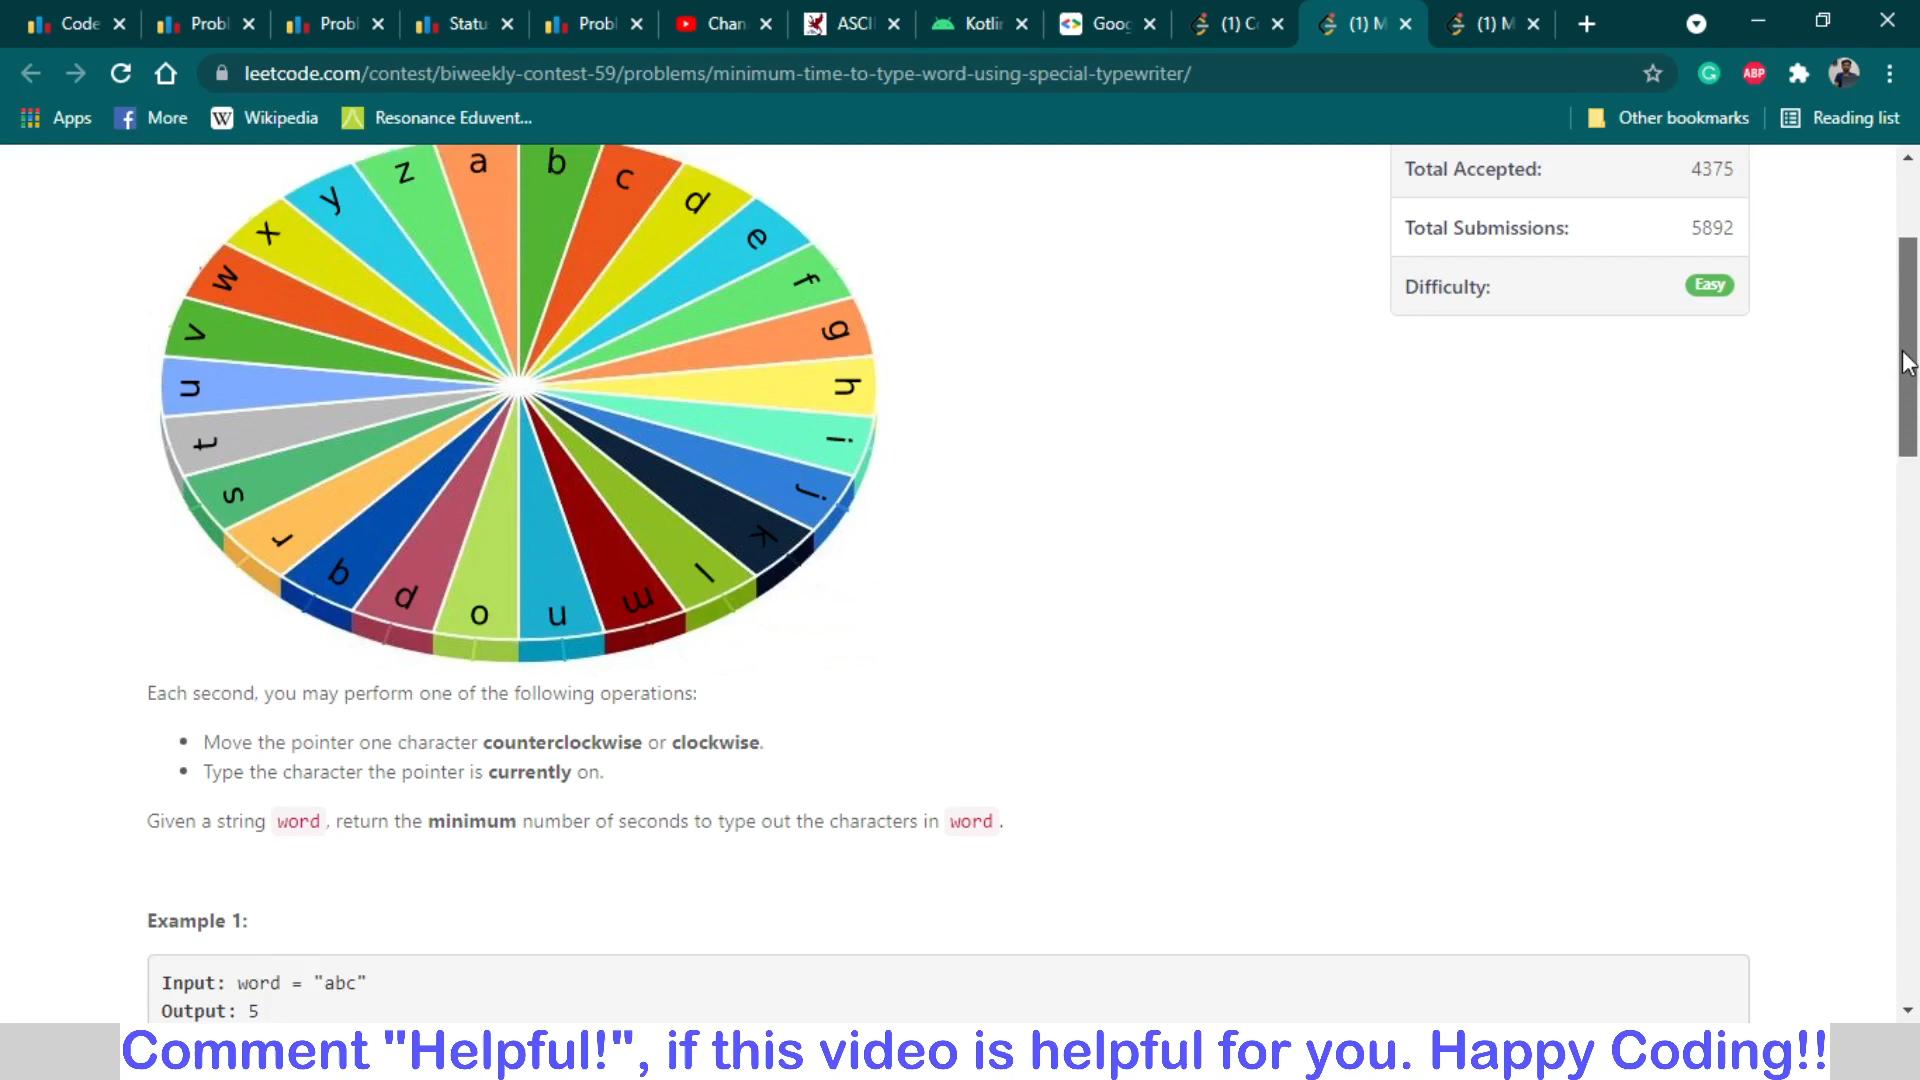 Code
Probl
Probl
Statu
Probl
Chan
ASCI
Kotlin
Goog
(1) C
(1) M
(1) M
leetcode.com/contest/biweekly-contest-59/problems/minimum-time-to-type-word-using-special-typewriter/
ABP
Apps
More
Wikipedia
Resonance Eduvent...
Other bookmarks
Reading list
a b c d e f g h i j k l m n o p q r s t u v w x y z
Total Accepted: 4375
Total Submissions: 5892
Difficulty: Easy
Each second, you may perform one of the following operations:
Move the pointer one character counterclockwise or clockwise.
Type the character the pointer is currently on.
Given a string word, return the minimum number of seconds to type out the characters in word.
Example 1:
Input: word = "abc"
Output: 5
Comment "Helpful!", if this video is helpful for you. Happy Coding!!